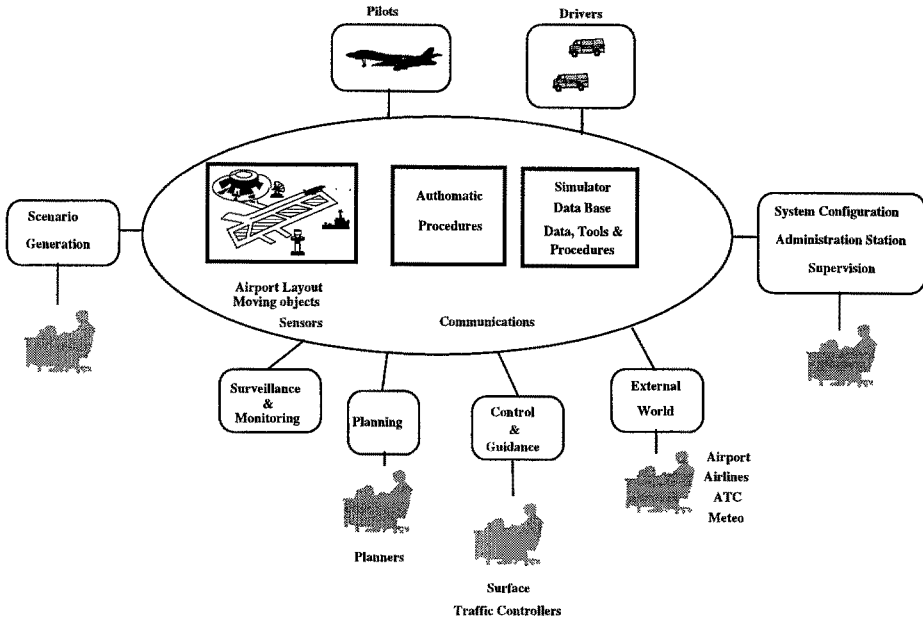 Pilots
Drivers
Scenario
Generation
Authomatic
Procedures
Simulator
Data Base
Data, Tools &
Procedures
System Configuration
Administration Station
Supervision
Airport Layout
Moving objects
Sensors
Communications
Surveillance
&
Monitoring
Planning
Control
&
Guidance
External
World
Airport
Airlines
ATC
Meteo
Planners
Surface
Traffic Controllers